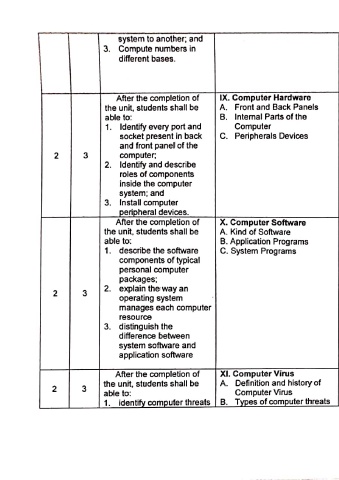 system to another; and
3. Compute numbers in
different bases.
2
3
After the completion of
the unit, students shall be
able to:
1. Identify every port and
socket present in back
and front panel of the
computer;
2. Identify and describe
roles of components
inside the computer
system; and
3. Install computer
peripheral devices.
IX. Computer Hardware
A. Front and Back Panels
B. Internal Parts of the
Computer
C. Peripherals Devices
2
3
After the completion of
the unit, students shall be
able to:
1. describe the software
components of typical
personal computer
packages;
2. explain the way an
operating system
manages each computer
resource
3. distinguish the
difference between
system software and
application software
X. Computer Software
A. Kind of Software
B. Application Programs
C. System Programs
2
3
After the completion of
the unit, students shall be
able to:
1. identify computer threats
XI. Computer Virus
A. Definition and history of
Computer Virus
B. Types of computer threats